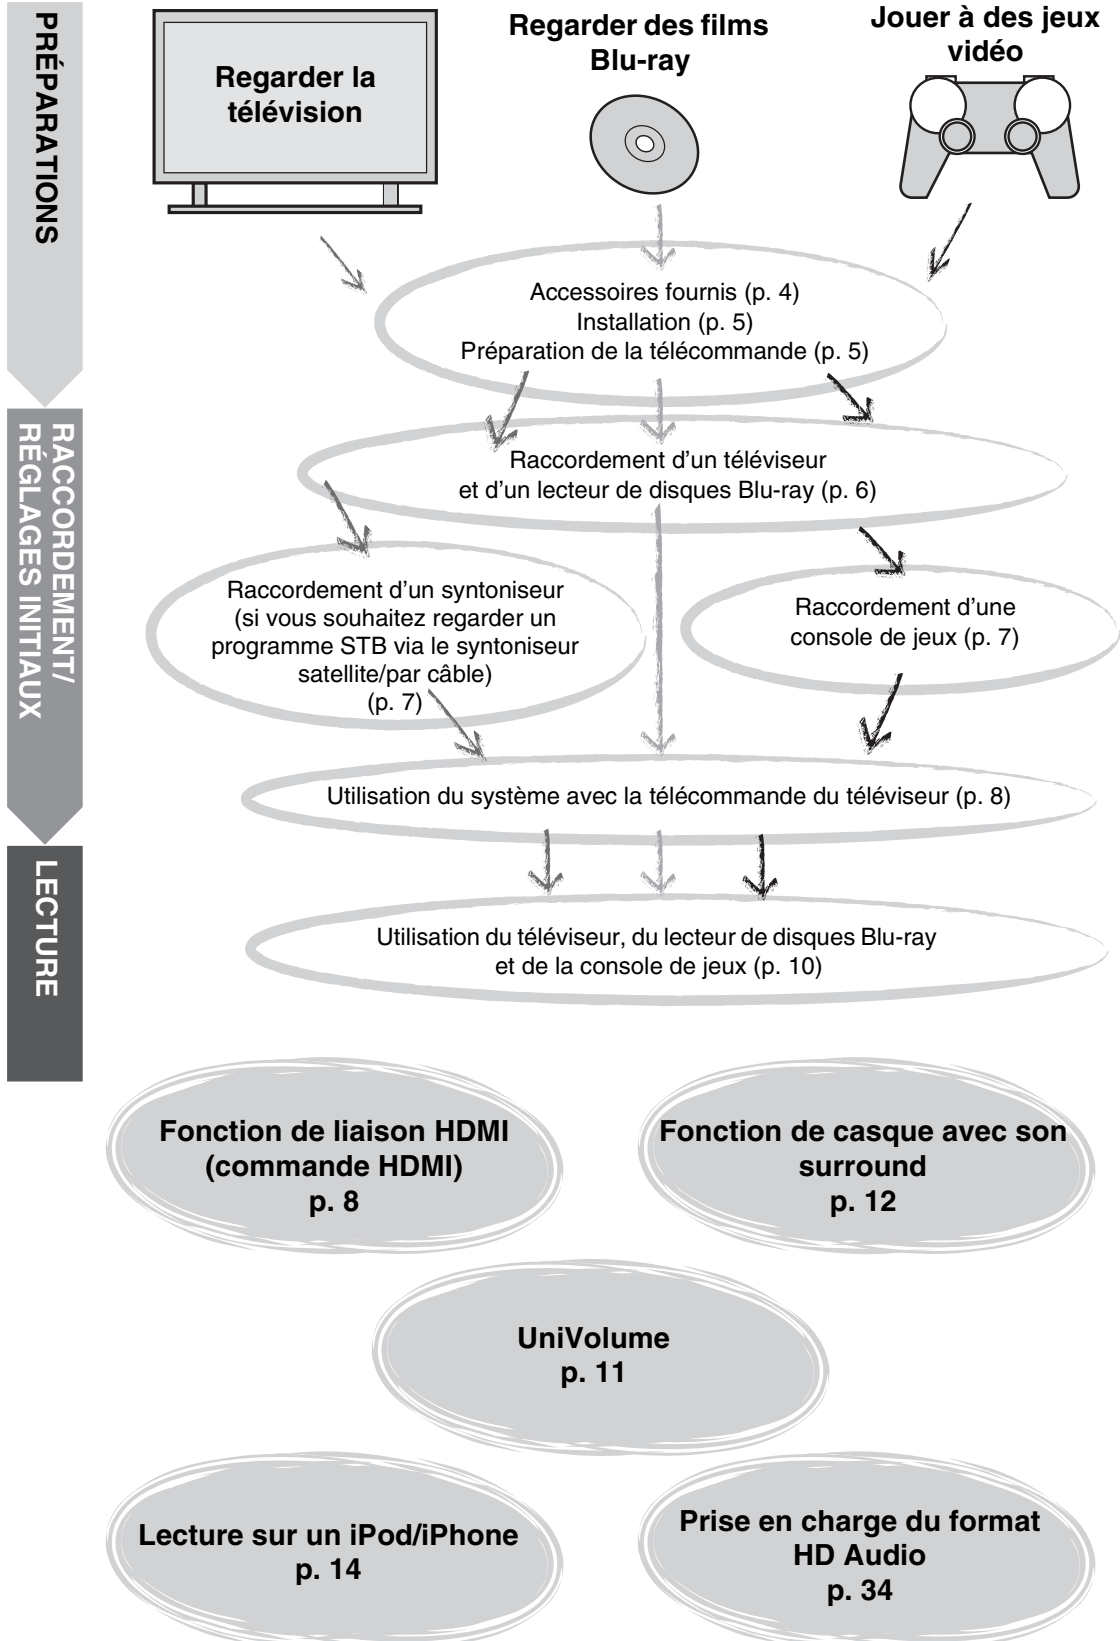 PRÉPARATIONS
Regarder la
télévision
Regarder des films
Blu-ray
Jouer à des jeux
vidéo
Accessoires fournis (p. 4)
Installation (p. 5)
Préparation de la télécommande (p. 5)
RACCORDEMENT/
RÉGLAGES INITIAUX
Raccordement d’un téléviseur
et d’un lecteur de disques Blu-ray (p. 6)
Raccordement d’un syntoniseur
(si vous souhaitez regarder un
programme STB via le syntoniseur
satellite/par câble)
(p. 7)
Raccordement d’une
console de jeux (p. 7)
Utilisation du système avec la télécommande du téléviseur (p. 8)
LECTURE
Utilisation du téléviseur, du lecteur de disques Blu-ray
et de la console de jeux (p. 10)
Fonction de liaison HDMI
(commande HDMI)
p. 8
Fonction de casque avec son
surround
p. 12
UniVolume
p. 11
Lecture sur un iPod/iPhone
p. 14
Prise en charge du format
HD Audio
p. 34